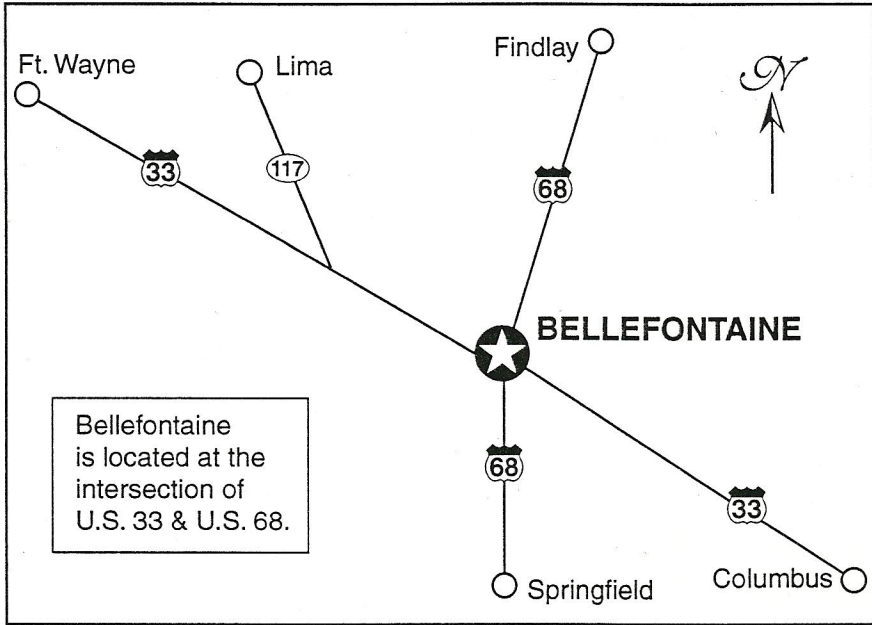 Findlay
N
Ft. Wayne
Lima
33
117
68
BELLEFONTAINE
Bellefontaine
is located at the
intersection of
U.S. 33 & U.S. 68.
68
33
Springfield
Columbus